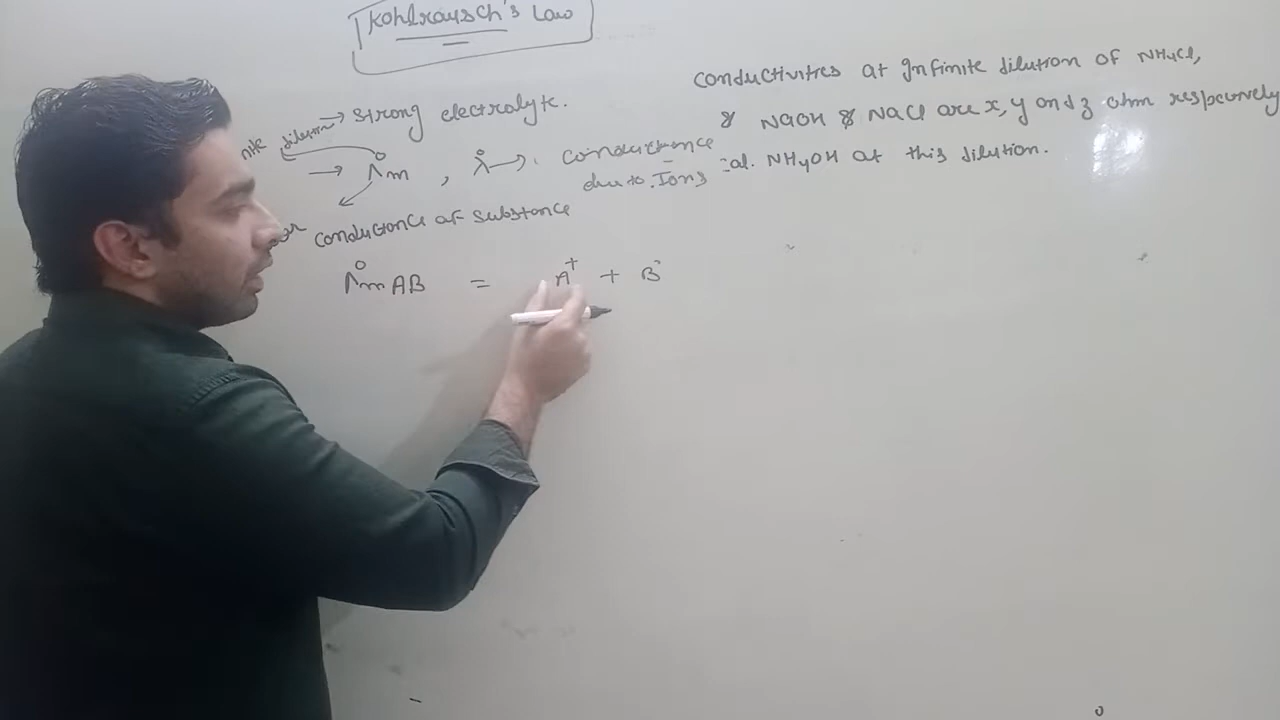 Kohlrausch's Law
→ Strong electrolyte.
dilution
→ Λ°m , λ° → conductance
due to Ions
conductance of substance
Λ°m AB = A⁺ + B⁻
conductivities at infinite dilution of NH4Cl,
& NaOH & NaCl are x, y and z ohm respectively
NH4OH at this dilution.